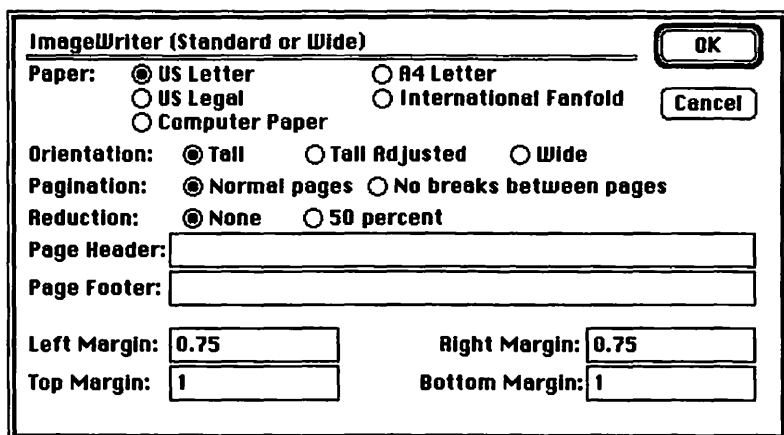 ImageWriter (Standard or Wide)
OK
Paper: US Letter A4 Letter
US Legal International Fanfold
Cancel
Computer Paper
Orientation: Tall Tall Adjusted Wide
Pagination: Normal pages No breaks between pages
Reduction: None 50 percent
Page Header:
Page Footer:
Left Margin: 0.75 Right Margin: 0.75
Top Margin: 1 Bottom Margin: 1